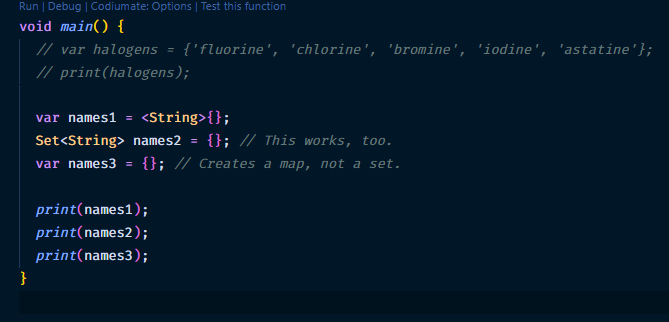 Run | Debug | Codiumate: Options | Test this function
void main() {
  // var halogens = {'fluorine', 'chlorine', 'bromine', 'iodine', 'astatine'};
  // print(halogens);

  var names1 = <String>{};
  Set<String> names2 = {}; // This works, too.
  var names3 = {}; // Creates a map, not a set.

  print(names1);
  print(names2);
  print(names3);
}